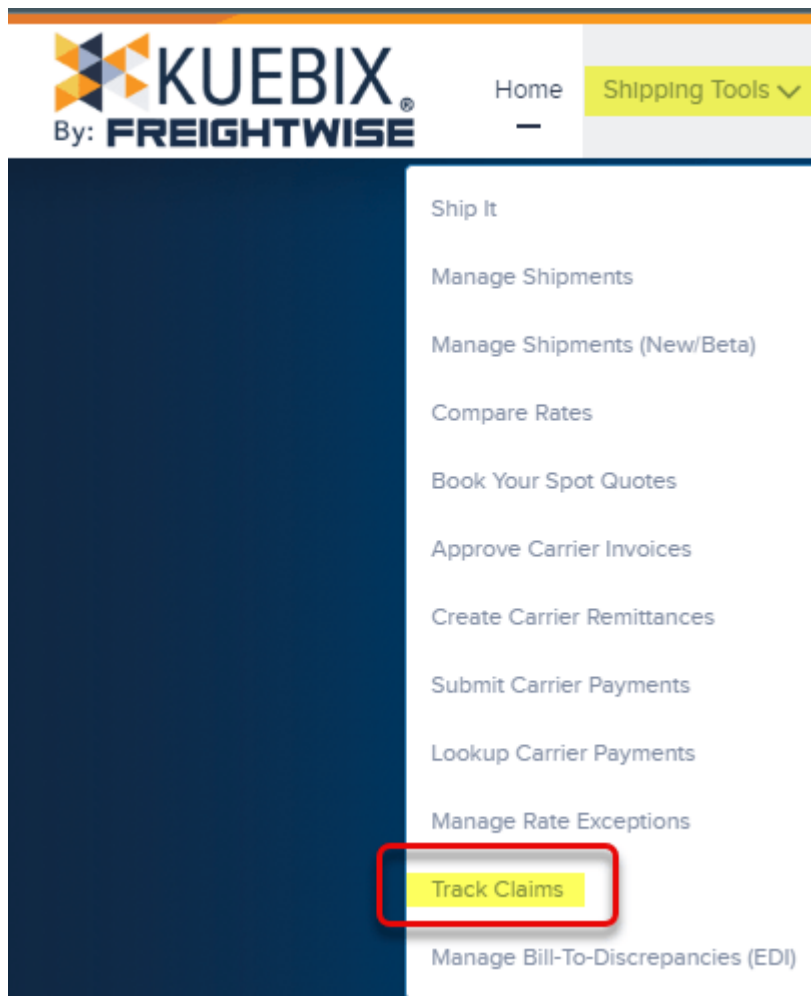 KUEBIX®
By: FREIGHTWISE
Home
Shipping Tools
Ship It
Manage Shipments
Manage Shipments (New/Beta)
Compare Rates
Book Your Spot Quotes
Approve Carrier Invoices
Create Carrier Remittances
Submit Carrier Payments
Lookup Carrier Payments
Manage Rate Exceptions
Track Claims
Manage Bill-To-Discrepancies (EDI)